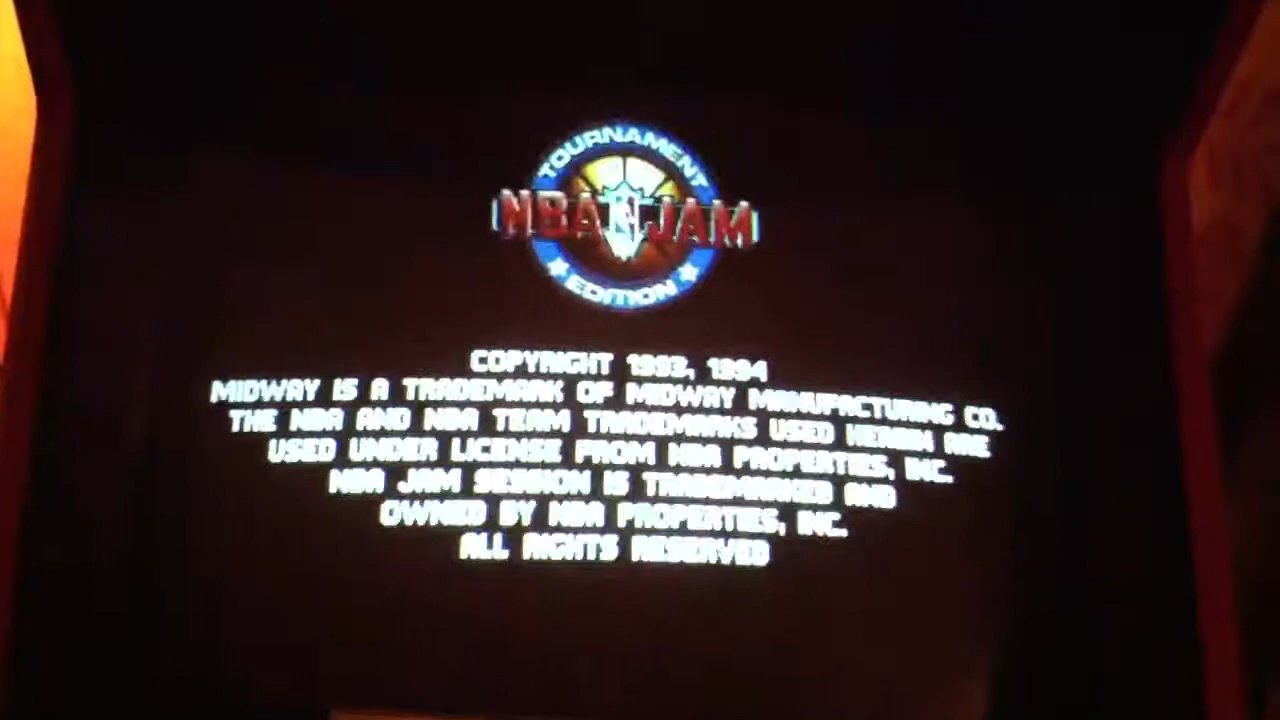 TOURNAMENT
NBA JAM
EDITION
COPYRIGHT 1993, 1994
MIDWAY IS A TRADEMARK OF MIDWAY MANUFACTURING CO.
THE NBA AND NBA TEAM TRADEMARKS USED HEREIN ARE
USED UNDER LICENSE FROM NBA PROPERTIES, INC.
NBA JAM SESSION IS TRADEMARKED AND
OWNED BY NBA PROPERTIES, INC.
ALL RIGHTS RESERVED